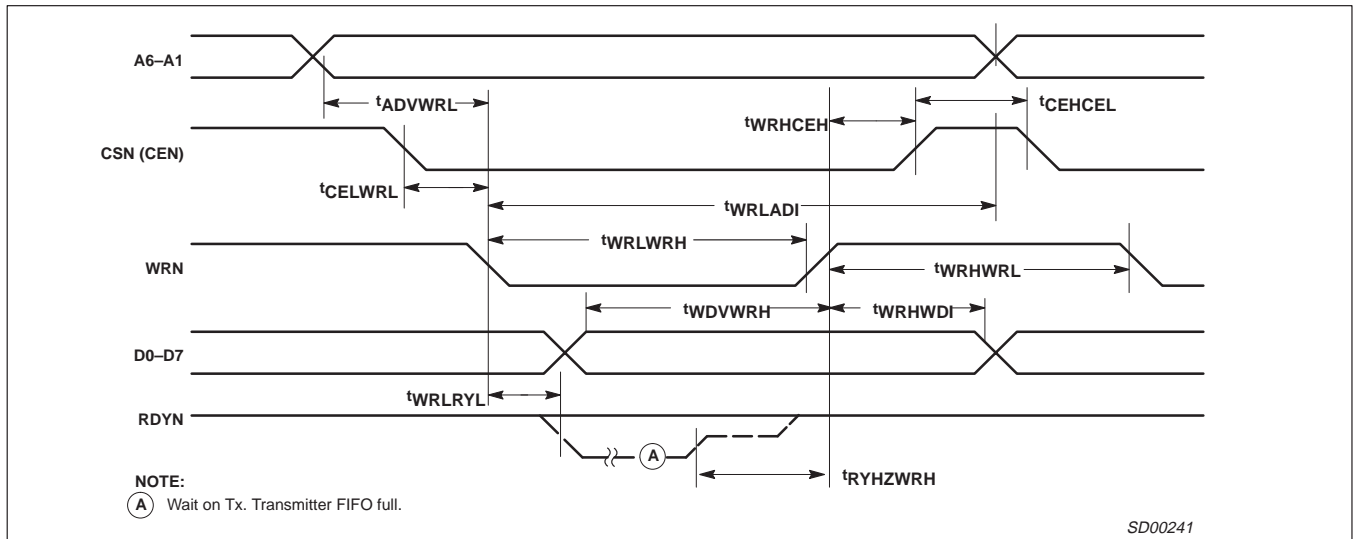 A6–A1
tADVWRL
tCEHCEL
tWRHCEH
CSN (CEN)
tCELWRL
tWRLADI
tWRLWRH
WRN
tWRHWRL
tWDVWRH
tWRHWDI
D0–D7
tWRLRYL
RDYN
A
tRYHZWRH
NOTE:
A Wait on Tx. Transmitter FIFO full.
SD00241